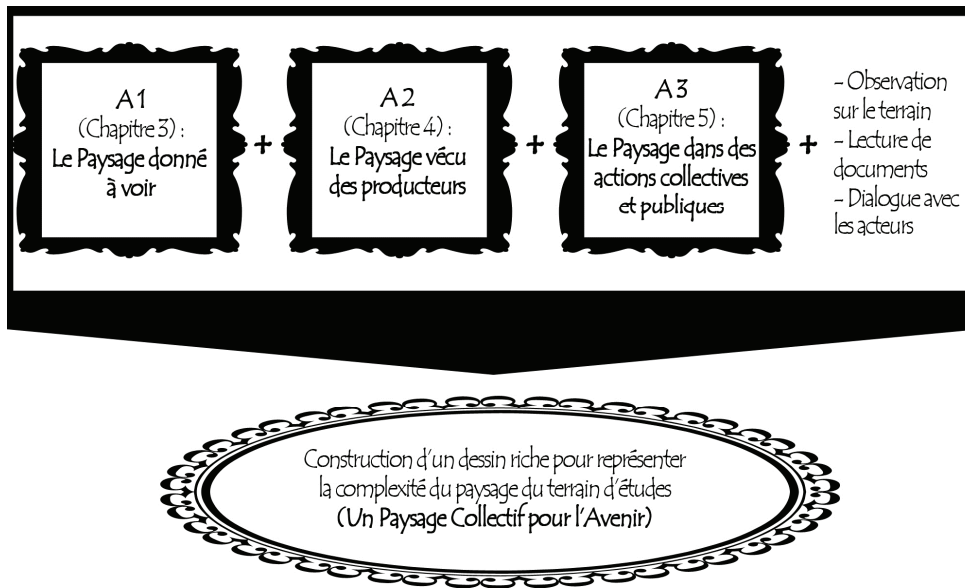 A1
(Chapitre 3) :
Le Paysage donné
à voir
+
A2
(Chapitre 4) :
Le Paysage vécu
des producteurs
+
A3
(Chapitre 5) :
Le Paysage dans des
actions collectives
et publiques
+
- Observation
sur le terrain
- Lecture de
documents
- Dialogue avec
les acteurs
Construction d'un dessin riche pour représenter
la complexité du paysage du terrain d'études
(Un Paysage Collectif pour l'Avenir)